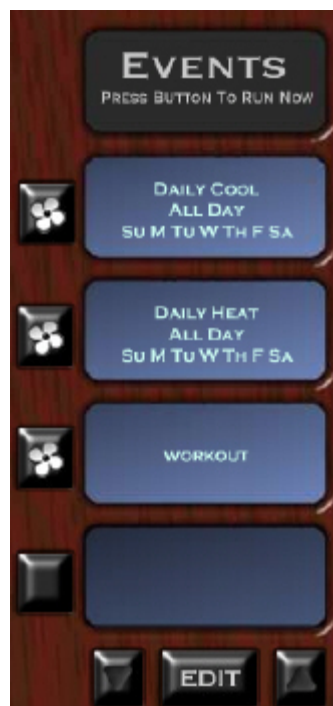 EVENTS
PRESS BUTTON TO RUN NOW
DAILY COOL
ALL DAY
SU M TU W TH F SA
DAILY HEAT
ALL DAY
SU M TU W TH F SA
WORKOUT
EDIT